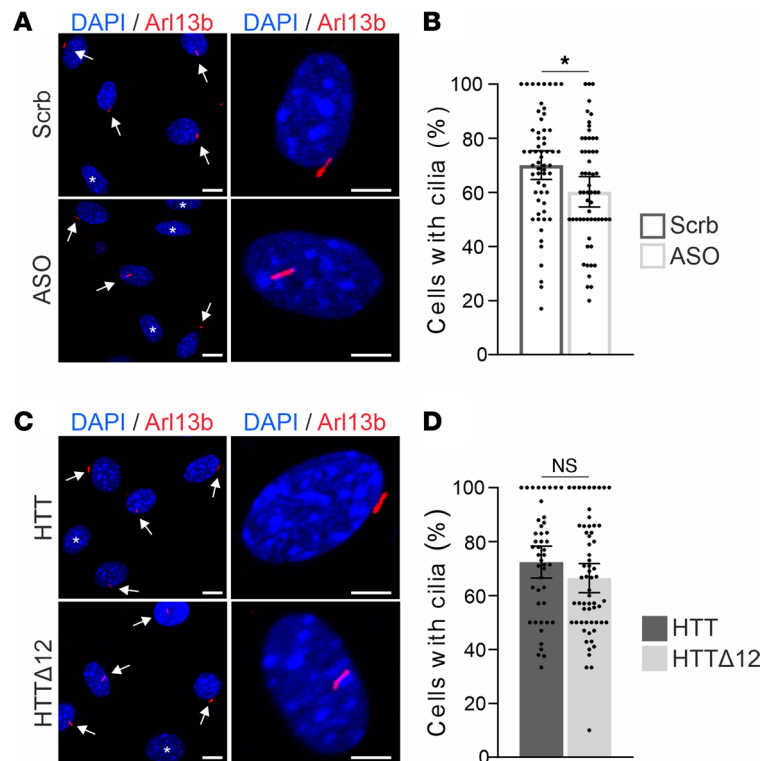 A
DAPI / Arl13b
DAPI / Arl13b
Scrb
*
ASO
*
*
*
B
*
Cells with cilia (%)
100
80
60
40
20
0
Scrb
ASO
C
DAPI / Arl13b
DAPI / Arl13b
HTT
*
HTTΔ12
*
D
NS
Cells with cilia (%)
100
80
60
40
20
0
HTT
HTTΔ12